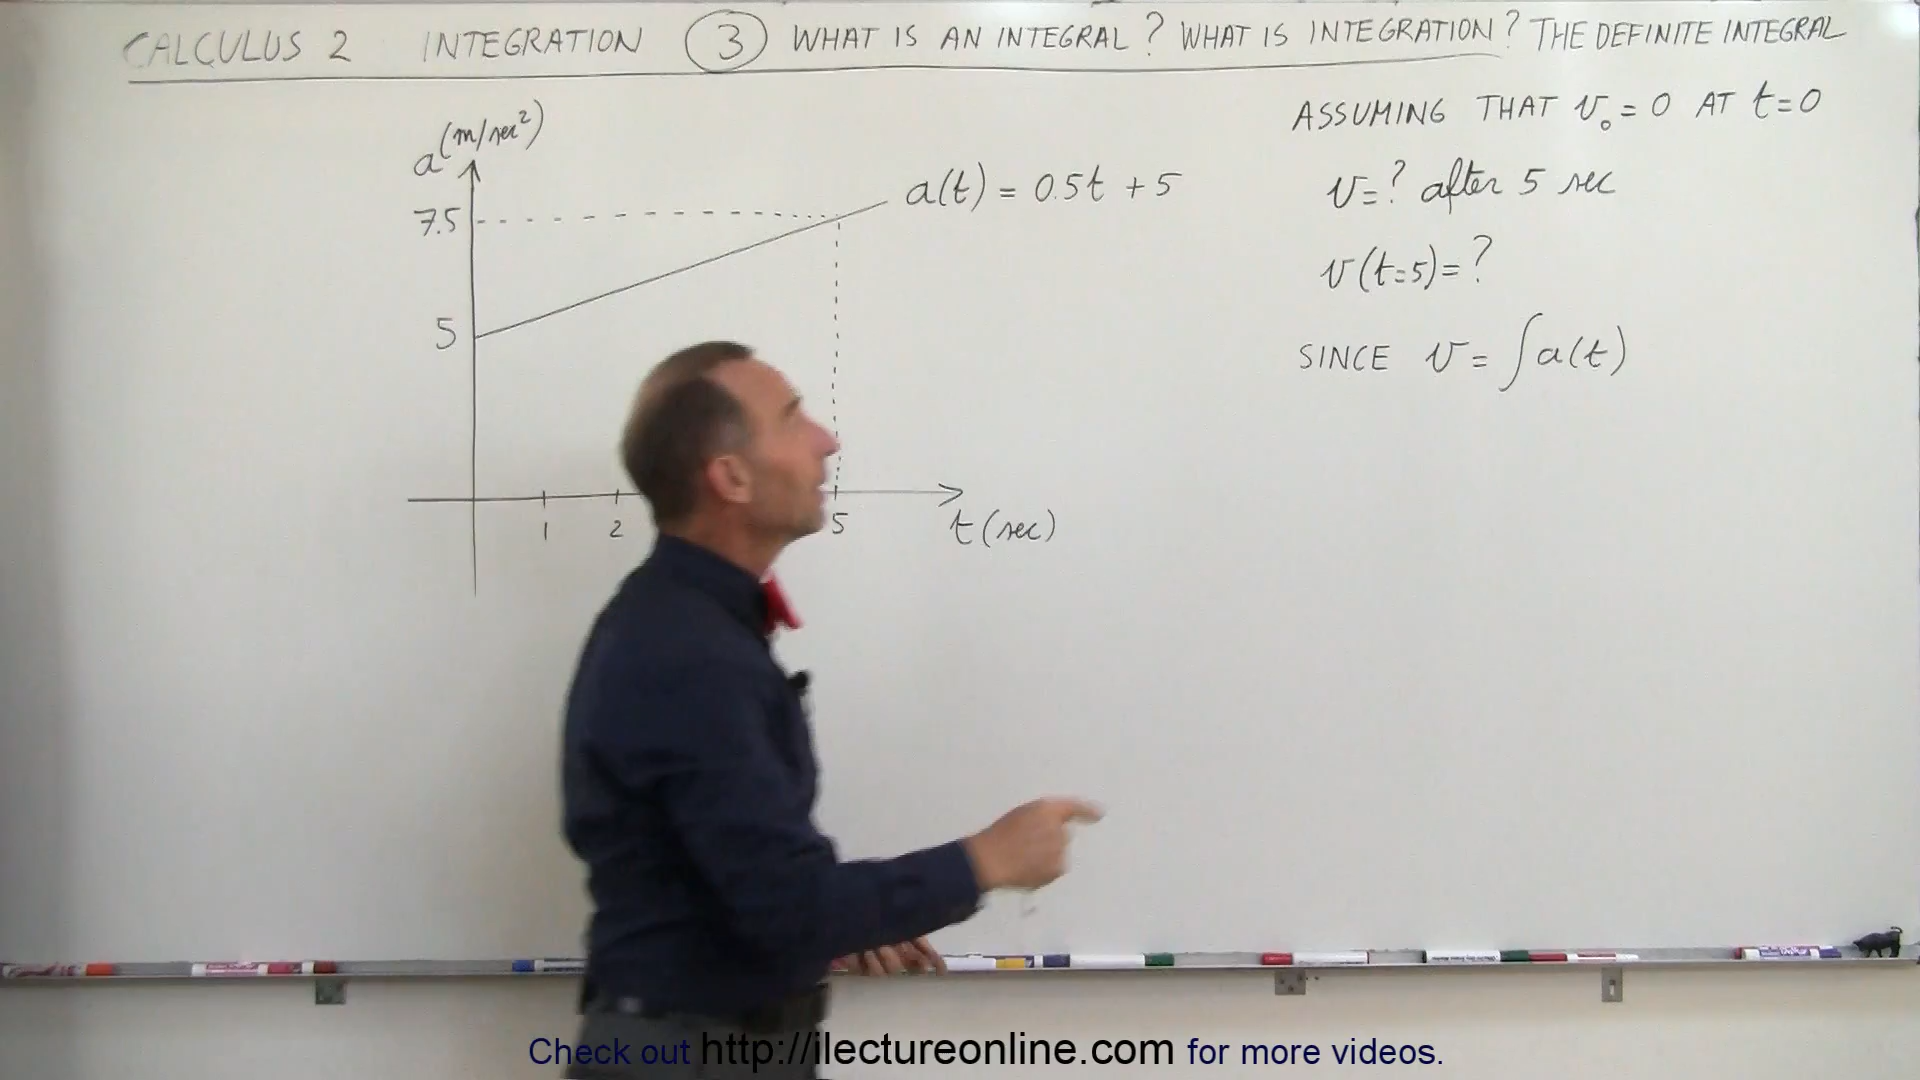 CALCULUS 2 INTEGRATION 3 WHAT IS AN INTEGRAL? WHAT IS INTEGRATION? THE DEFINITE INTEGRAL
a (m/sec²)
7.5
5
1 2 5
t (sec)
a(t) = 0.5t + 5
ASSUMING THAT v₀ = 0 AT t=0
v=? after 5 sec
v(t=5)=?
SINCE v = ∫a(t)
Check out http://ilectureonline.com for more videos.